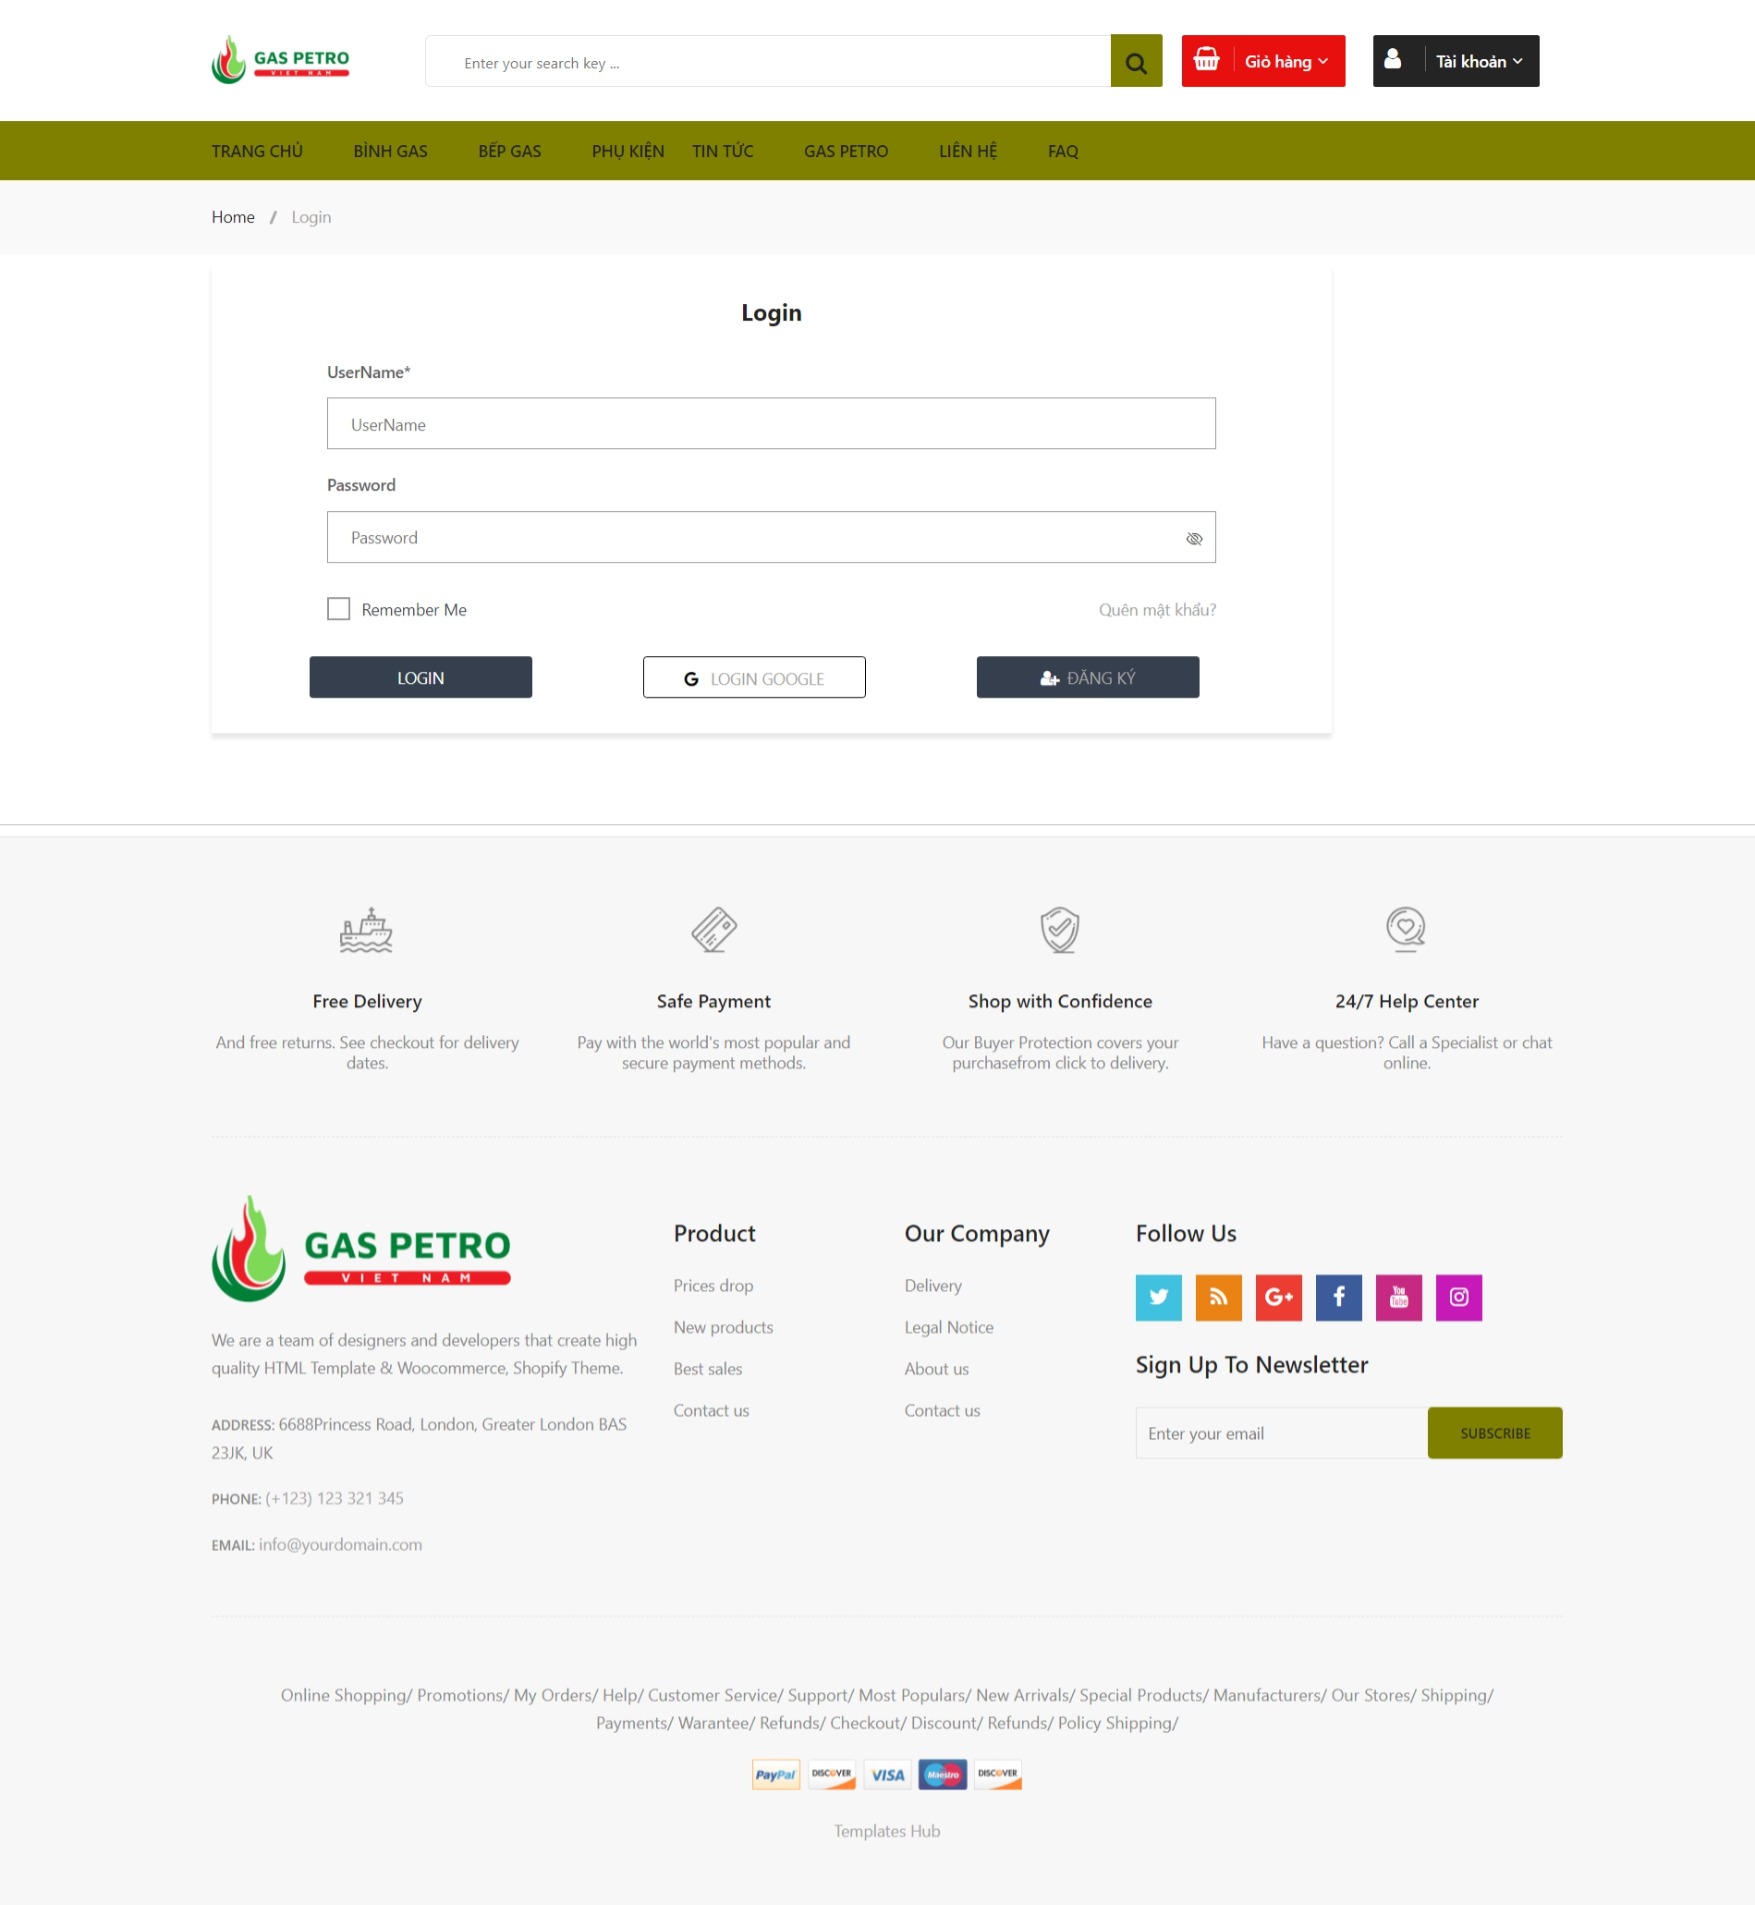 GAS PETRO
VIET NAM
Enter your search key ...
Giỏ hàng
Tài khoản
TRANG CHỦ
BÌNH GAS
BẾP GAS
PHỤ KIỆN
TIN TỨC
GAS PETRO
LIÊN HỆ
FAQ
Home / Login
Login
UserName*
UserName
Password
Password
Remember Me
Quên mật khẩu?
LOGIN
LOGIN GOOGLE
ĐĂNG KÝ
Free Delivery
And free returns. See checkout for delivery
dates.
Safe Payment
Pay with the world's most popular and
secure payment methods.
Shop with Confidence
Our Buyer Protection covers your
purchasefrom click to delivery.
24/7 Help Center
Have a question? Call a Specialist or chat
online.
GAS PETRO
VIET NAM
We are a team of designers and developers that create high
quality HTML Template & Woocommerce, Shopify Theme.
ADDRESS: 6688Princess Road, London, Greater London BAS
23JK, UK
PHONE: (+123) 123 321 345
EMAIL: info@yourdomain.com
Product
Prices drop
New products
Best sales
Contact us
Our Company
Delivery
Legal Notice
About us
Contact us
Follow Us
You Tube
Sign Up To Newsletter
Enter your email
SUBSCRIBE
Online Shopping/ Promotions/ My Orders/ Help/ Customer Service/ Support/ Most Populars/ New Arrivals/ Special Products/ Manufacturers/ Our Stores/ Shipping/
Payments/ Warantee/ Refunds/ Checkout/ Discount/ Refunds/ Policy Shipping/
PayPal
DISCOVER
VISA
Maestro
DISCOVER
Templates Hub